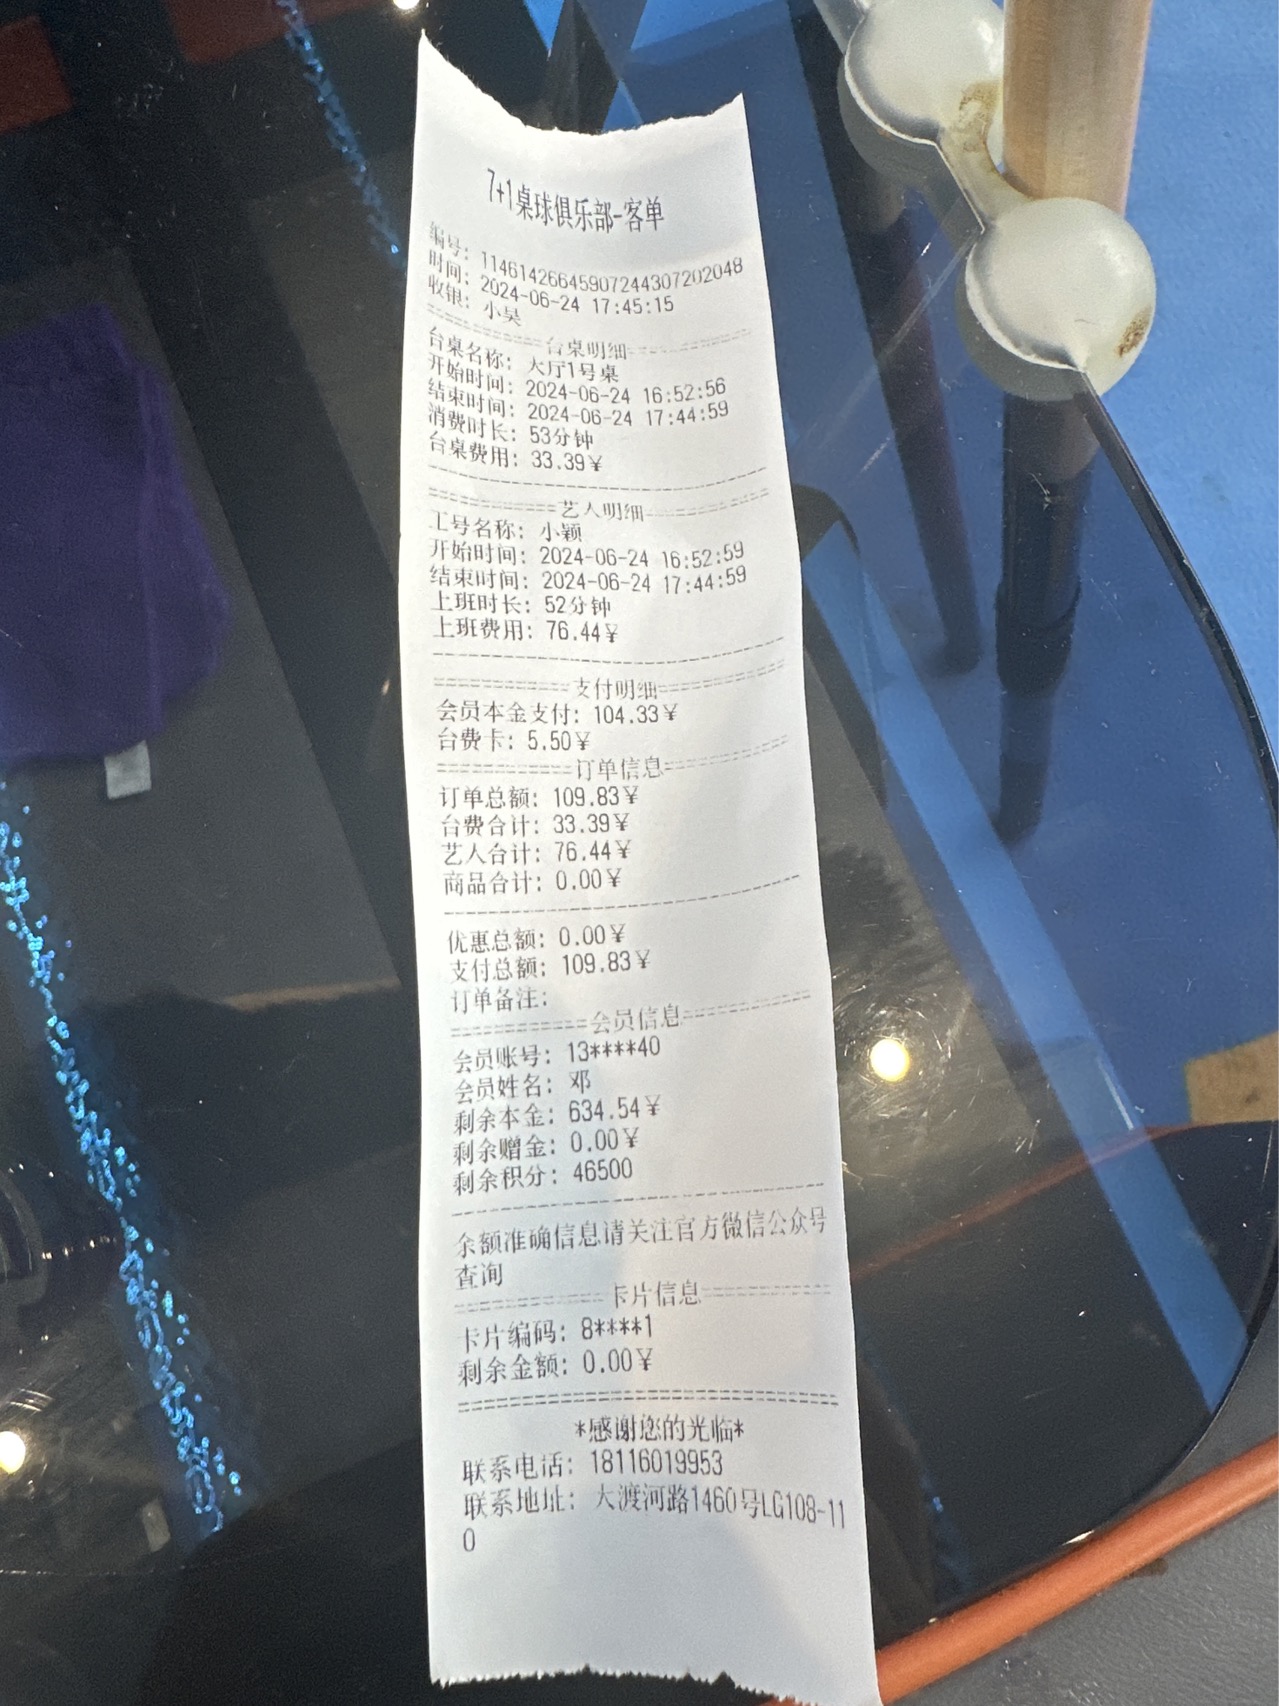 7+1桌球俱乐部-客单
编号: 1146142664590724430​7202048
时间: 2024-06-24 17:45:15
收银: 小吴
台桌明细
台桌名称: 大厅1号桌
开始时间: 2024-06-24 16:52:56
结束时间: 2024-06-24 17:44:59
消费时长: 53分钟
台桌费用: 33.39¥
艺人明细
工号名称: 小颖
开始时间: 2024-06-24 16:52:59
结束时间: 2024-06-24 17:44:59
上班时长: 52分钟
上班费用: 76.44¥
支付明细
会员本金支付: 104.33¥
台费卡: 5.50¥
订单信息
订单总额: 109.83¥
台费合计: 33.39¥
艺人合计: 76.44¥
商品合计: 0.00¥
优惠总额: 0.00¥
支付总额: 109.83¥
订单备注:
会员信息
会员账号: 13****40
会员姓名: 邓
剩余本金: 634.54¥
剩余赠金: 0.00¥
剩余积分: 46500
余额准确信息请关注官方微信公众号
查询
卡片信息
卡片编码: 8****1
剩余金额: 0.00¥
*感谢您的光临*
联系电话: 18116019953
联系地址: 大渡河路1460号LG108-11
0